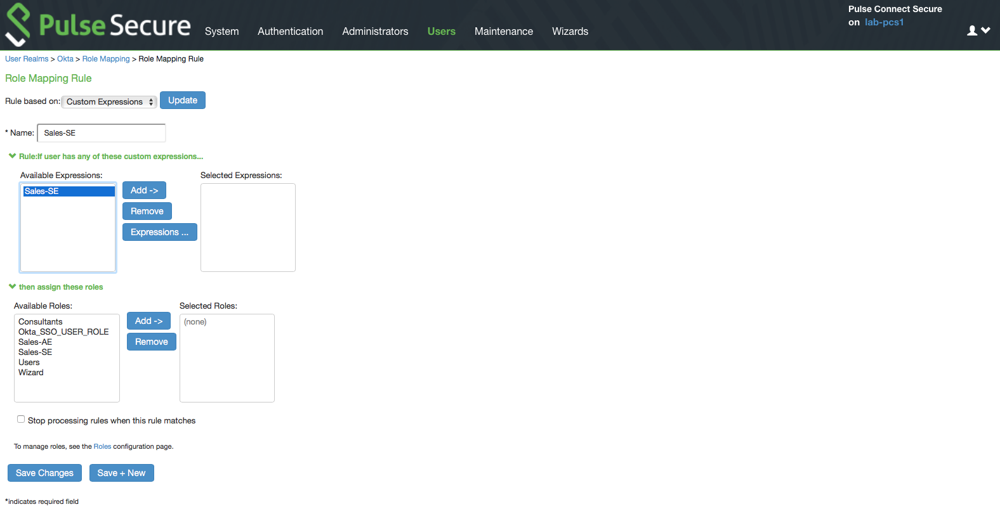 Pulse Secure
System Authentication Administrators Users Maintenance Wizards
Pulse Connect Secure
on lab-pcs1
User Realms > Okta > Role Mapping > Role Mapping Rule
Role Mapping Rule
Rule based on: Custom Expressions Update
* Name: Sales-SE
Rule:If user has any of these custom expressions...
Available Expressions: Selected Expressions:
Sales-SE
Add ->
Remove
Expressions ...
then assign these roles
Available Roles: Selected Roles:
Consultants
Okta_SSO_USER_ROLE
Sales-AE
Sales-SE
Users
Wizard
Add ->
Remove
(none)
Stop processing rules when this rule matches
To manage roles, see the Roles configuration page.
Save Changes Save + New
*indicates required field